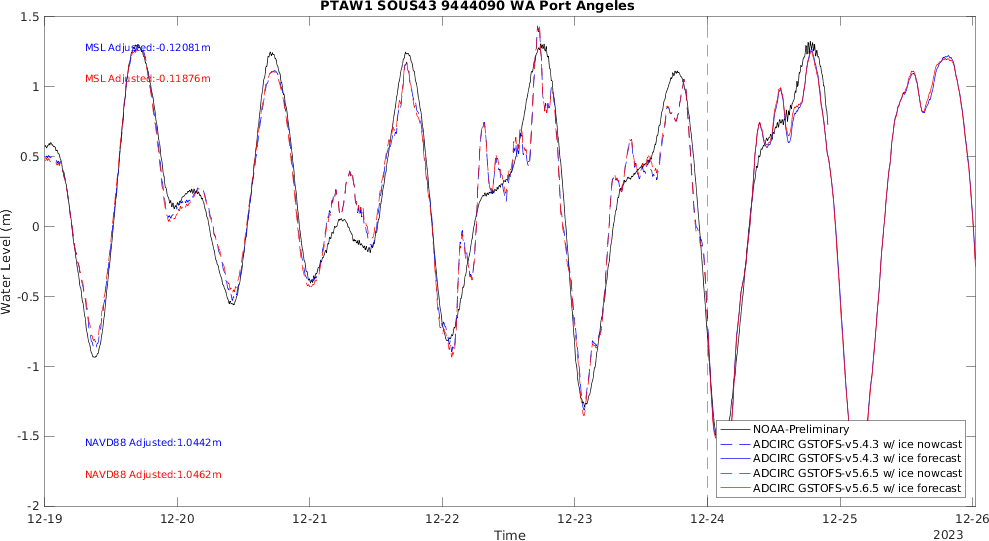 PTAW1 SOUS43 9444090 WA Port Angeles
Water Level (m)
1.5
1
0.5
0
-0.5
-1
-1.5
-2
MSL Adjusted:-0.12081m
MSL Adjusted:-0.11876m
NAVD88 Adjusted:1.0442m
NAVD88 Adjusted:1.0462m
NOAA-Preliminary
ADCIRC GSTOFS-v5.4.3 w/ ice nowcast
ADCIRC GSTOFS-v5.4.3 w/ ice forecast
ADCIRC GSTOFS-v5.6.5 w/ ice nowcast
ADCIRC GSTOFS-v5.6.5 w/ ice forecast
12-19 12-20 12-21 12-22 12-23 12-24 12-25 12-26
Time
2023